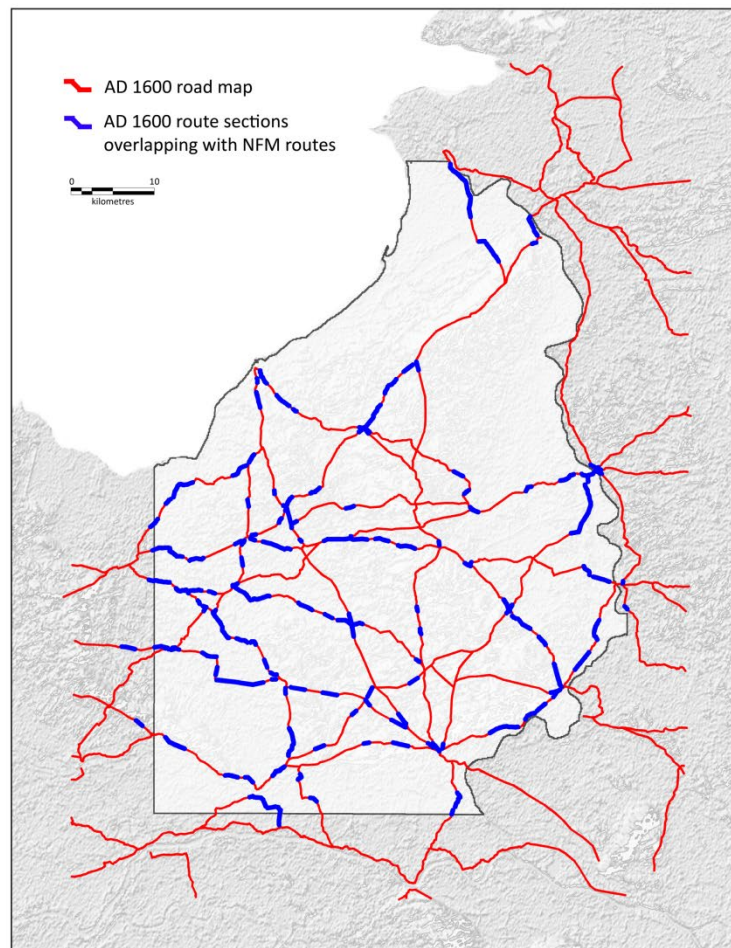 AD 1600 road map
AD 1600 route sections
overlapping with NFM routes
0 10
kilometres